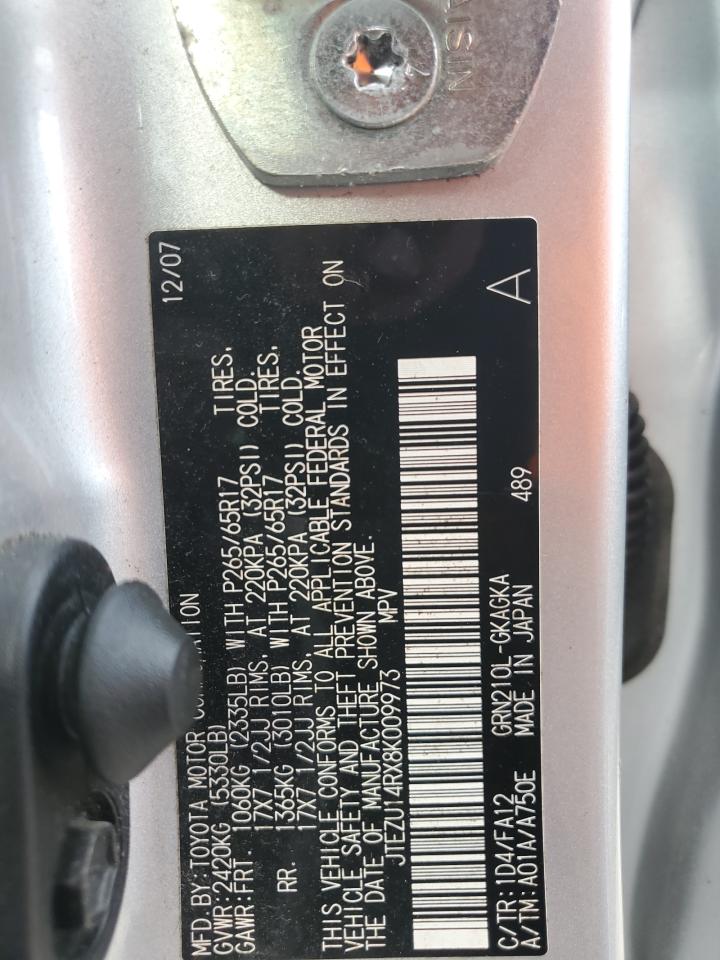 AISIN
12/07
MFD.BY:TOYOTA MOTOR
GVWR:2420KG (5330LB)
GAWR:FRT. 1060KG (2335LB) WITH P265/65R17 TIRES,
17X7 1/2JJ RIMS, AT 220KPA (32PSI) COLD.
RR. 1365KG (3010LB) WITH P265/65R17 TIRES,
17X7 1/2JJ RIMS, AT 220KPA (32PSI) COLD.
THIS VEHICLE CONFORMS TO ALL APPLICABLE FEDERAL MOTOR
VEHICLE SAFETY AND THEFT PREVENTION STANDARDS IN EFFECT ON
THE DATE OF MANUFACTURE SHOWN ABOVE.
JTEZU14RX8K009973 MPV
C/TR: 1D4/FA12 GRN210L-GKAGKA 489 A
A/TM: A01A/A750E MADE IN JAPAN